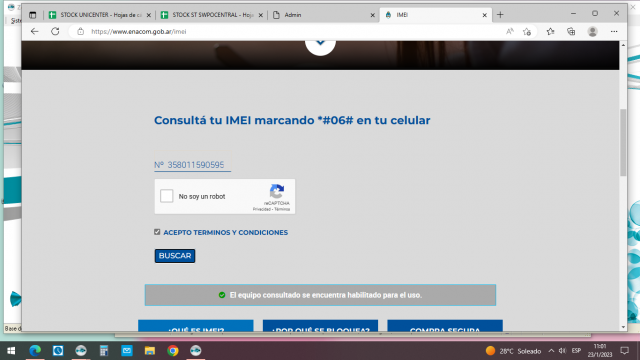 STOCK UNICENTER - Hojas de ca
STOCK ST SWPOCENTRAL - Hojas
Admin
IMEI
https://www.enacom.gob.ar/imei
Consultá tu IMEI marcando *#06# en tu celular
Nº 358011590595
No soy un robot
reCAPTCHA
Privacidad - Términos
ACEPTO TERMINOS Y CONDICIONES
BUSCAR
El equipo consultado se encuentra habilitado para el uso.
¿QUÉ ES IMEI?
¿POR QUÉ SE BLOQUEA?
COMPRA SEGURA
Base d
28°C Soleado
ESP
11:01
23/1/2023